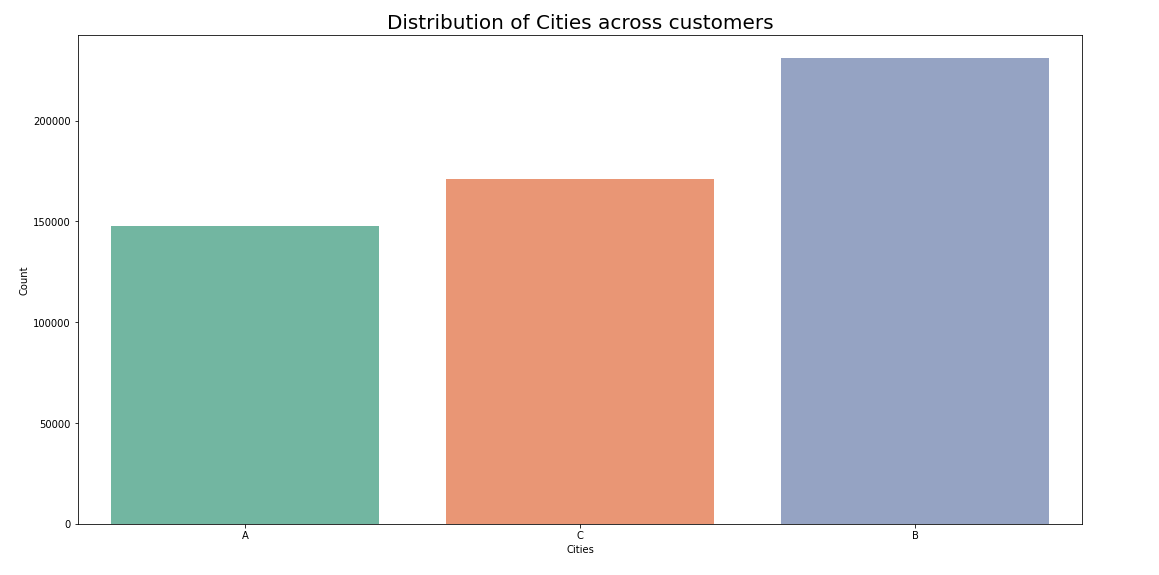 Distribution of Cities across customers
200000
150000
100000
50000
0
Count
A C B
Cities